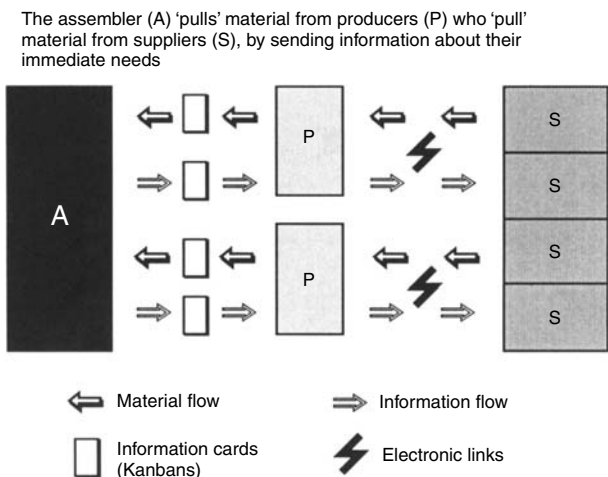 The assembler (A) ‘pulls’ material from producers (P) who ‘pull’
material from suppliers (S), by sending information about their
immediate needs
A
P
P
S
S
S
S
Material flow
Information flow
Information cards
(Kanbans)
Electronic links